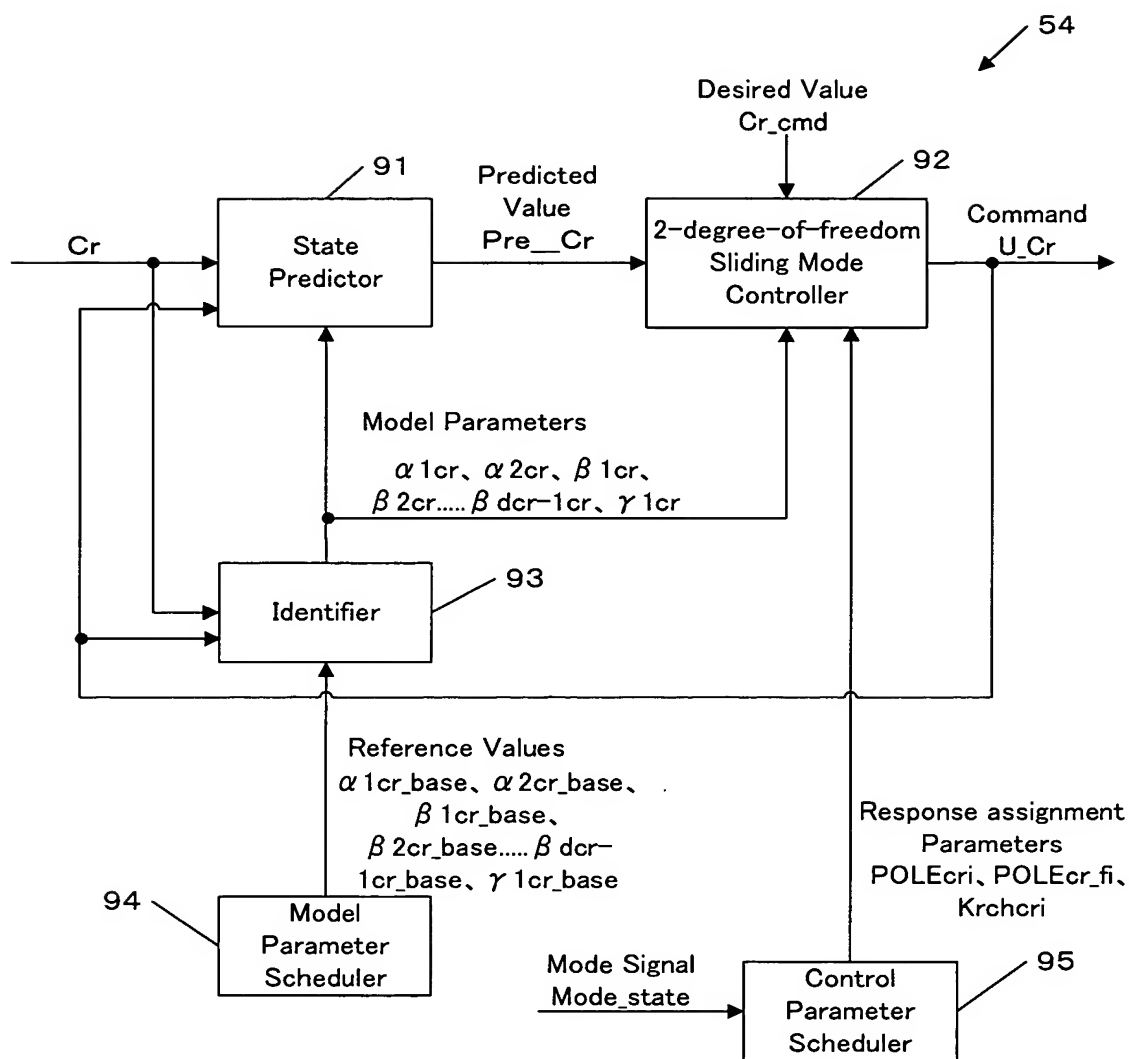 54
Desired Value
Cr_cmd
91
92
Predicted
Value
Pre__Cr
Command
U_Cr
Cr
State
Predictor
2-degree-of-freedom
Sliding Mode
Controller
Model Parameters
α 1cr、α 2cr、β 1cr、
β 2cr.....β dcr-1cr、γ 1cr
93
Identifier
Reference Values
α 1cr_base、α 2cr_base、
β 1cr_base、
β 2cr_base.....β dcr-
1cr_base、γ 1cr_base
Response assignment
Parameters
POLEcri、POLEcr_fi、
Krchcri
94
Model
Parameter
Scheduler
Mode Signal
Mode_state
95
Control
Parameter
Scheduler